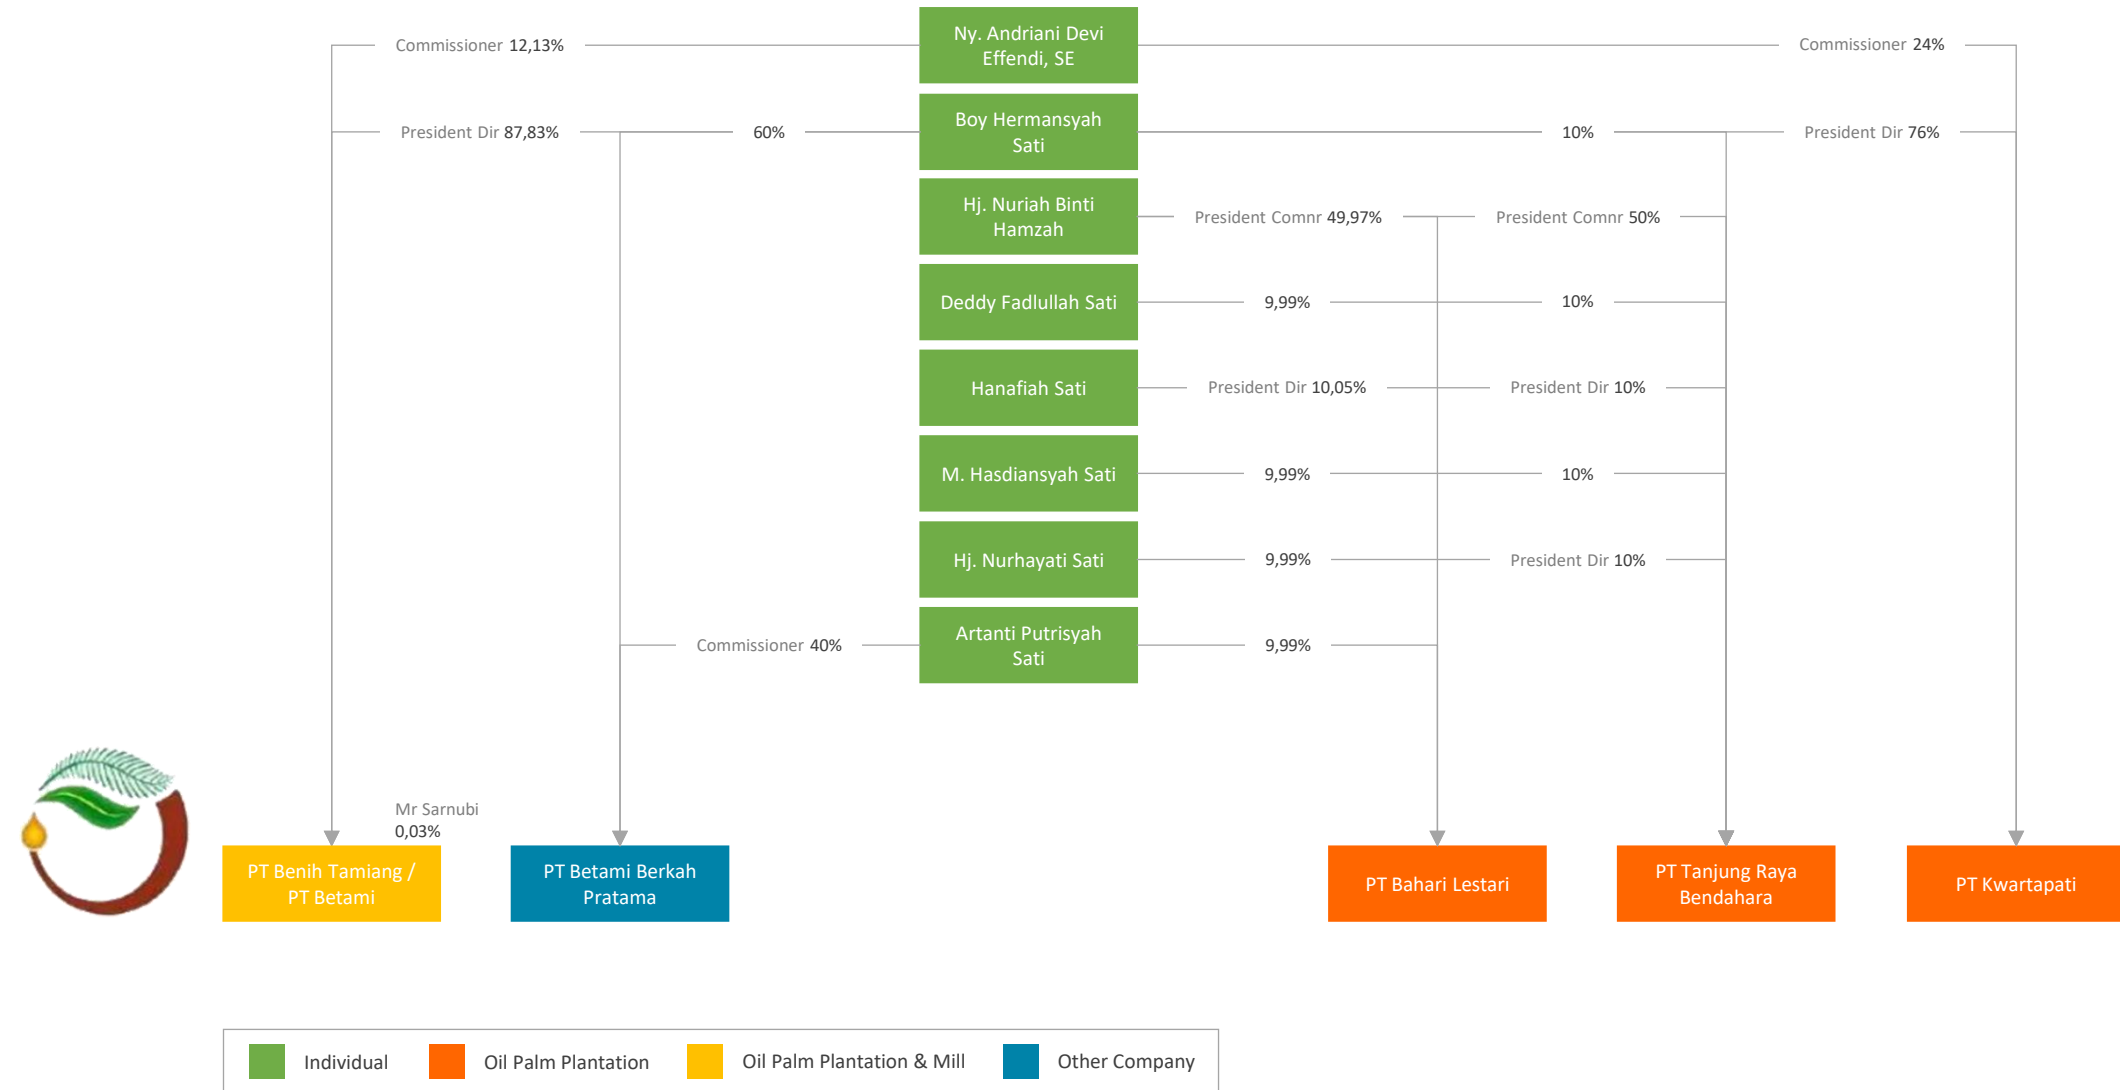 Ny. Andriani Devi
Effendi, SE
Commissioner 12,13%
Commissioner 24%
Boy Hermansyah
Sati
President Dir 87,83%
60%
10%
President Dir 76%
Hj. Nuriah Binti
Hamzah
President Comnr 49,97%
President Comnr 50%
Deddy Fadlullah Sati
9,99%
10%
Hanafiah Sati
President Dir 10,05%
President Dir 10%
M. Hasdiansyah Sati
9,99%
10%
Hj. Nurhayati Sati
9,99%
President Dir 10%
Artanti Putrisyah
Sati
Commissioner 40%
9,99%
Mr Sarnubi
0,03%
PT Benih Tamiang /
PT Betami
PT Betami Berkah
Pratama
PT Bahari Lestari
PT Tanjung Raya
Bendahara
PT Kwartapati
Individual
Oil Palm Plantation
Oil Palm Plantation & Mill
Other Company